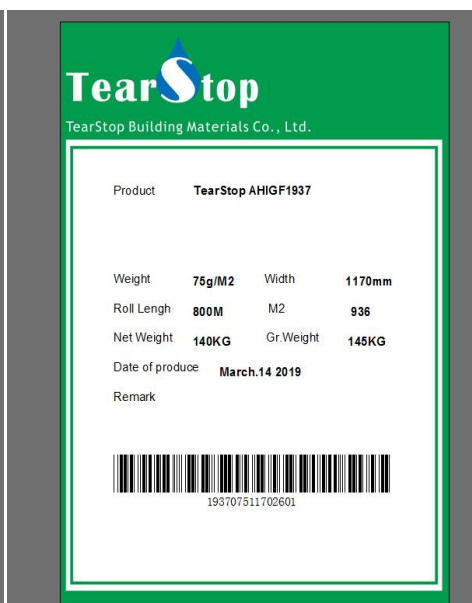 TearStop
TearStop Building Materials Co., Ltd.
Product TearStop AHIGF1937
Weight 75g/M2 Width 1170mm
Roll Lengh 800M M2 936
Net Weight 140KG Gr.Weight 145KG
Date of produce March.14 2019
Remark
193707511702601